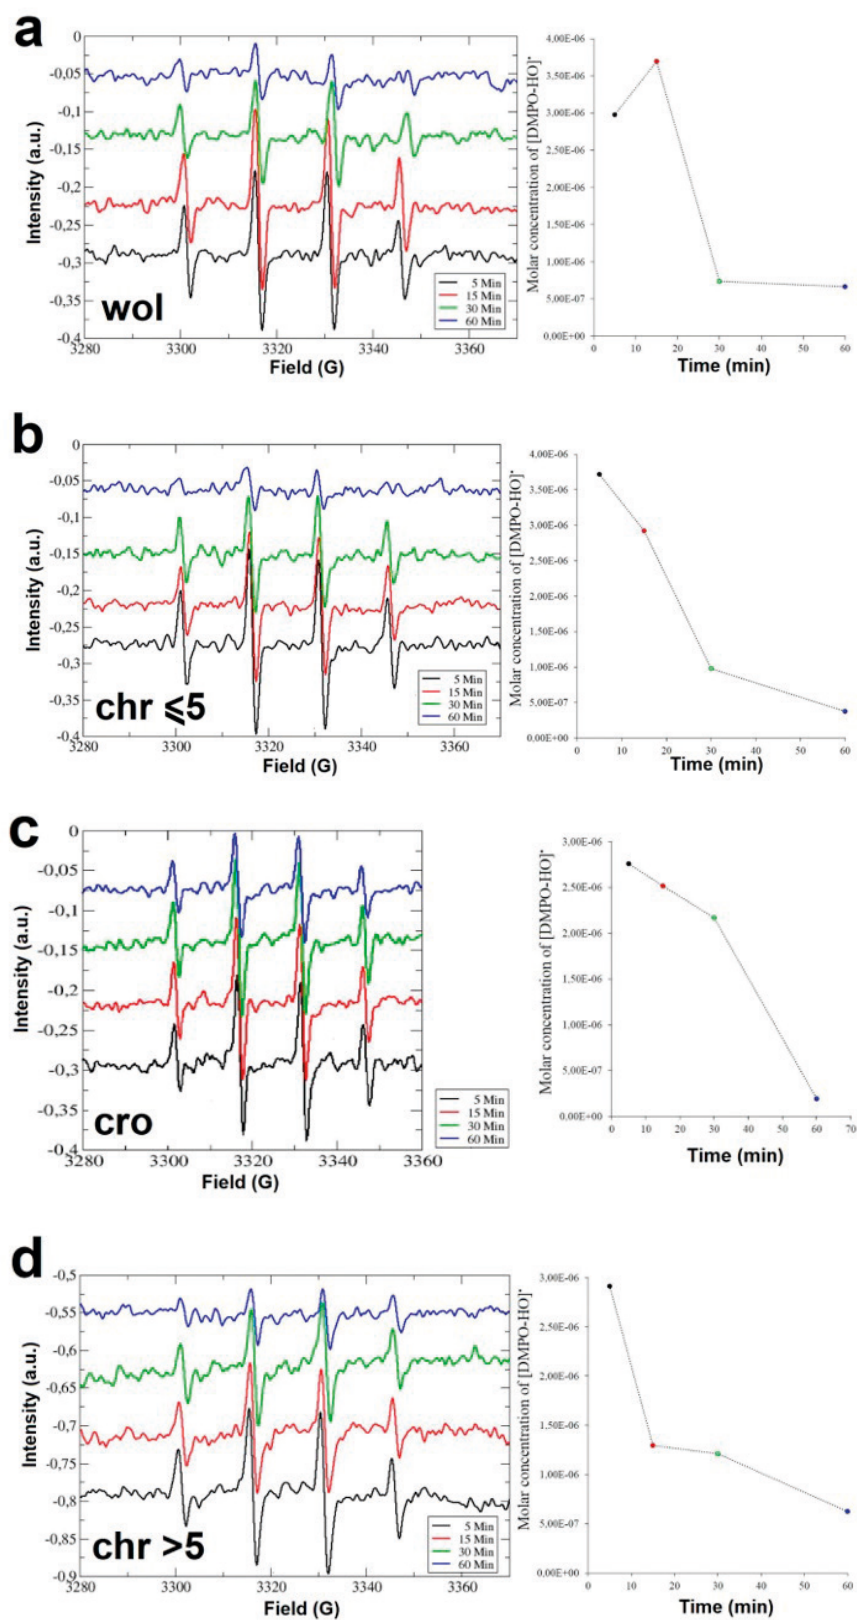 a
0
-0,05
-0,1
-0,15
-0,2
-0,25
-0,3
-0,35
-0,4
Intensity (a.u.)
wol
5 Min
15 Min
30 Min
60 Min
3280 3300 3320 3340 3360
Field (G)
Molar concentration of [DMPO-HO]•
4,00E-06
3,50E-06
3,00E-06
2,50E-06
2,00E-06
1,50E-06
1,00E-06
5,00E-07
0,00E+00
0 10 20 30 40 50 60
Time (min)
b
0
-0,05
-0,1
-0,15
-0,2
-0,25
-0,3
-0,35
-0,4
Intensity (a.u.)
chr ⩽5
5 Min
15 Min
30 Min
60 Min
3280 3300 3320 3340 3360
Field (G)
Molar concentration of [DMPO-HO]•
4,00E-06
3,50E-06
3,00E-06
2,50E-06
2,00E-06
1,50E-06
1,00E-06
5,00E-07
0,00E+00
0 10 20 30 40 50 60
Time (min)
c
0
-0,05
-0,1
-0,15
-0,2
-0,25
-0,3
-0,35
-0,4
Intensity (a.u.)
cro
5 Min
15 Min
30 Min
60 Min
3280 3300 3320 3340 3360
Field (G)
Molar concentration of [DMPO-HO]•
3,00E-06
2,50E-06
2,00E-06
1,50E-06
1,00E-06
5,00E-07
0,00E+00
0 10 20 30 40 50 60 70
Time (min)
d
-0,5
-0,55
-0,6
-0,65
-0,7
-0,75
-0,8
-0,85
-0,9
Intensity (a.u.)
chr >5
5 Min
15 Min
30 Min
60 Min
3280 3300 3320 3340 3360
Field (G)
Molar concentration of [DMPO-HO]•
3,00E-06
2,50E-06
2,00E-06
1,50E-06
1,00E-06
5,00E-07
0,00E+00
0 10 20 30 40 50 60
Time (min)